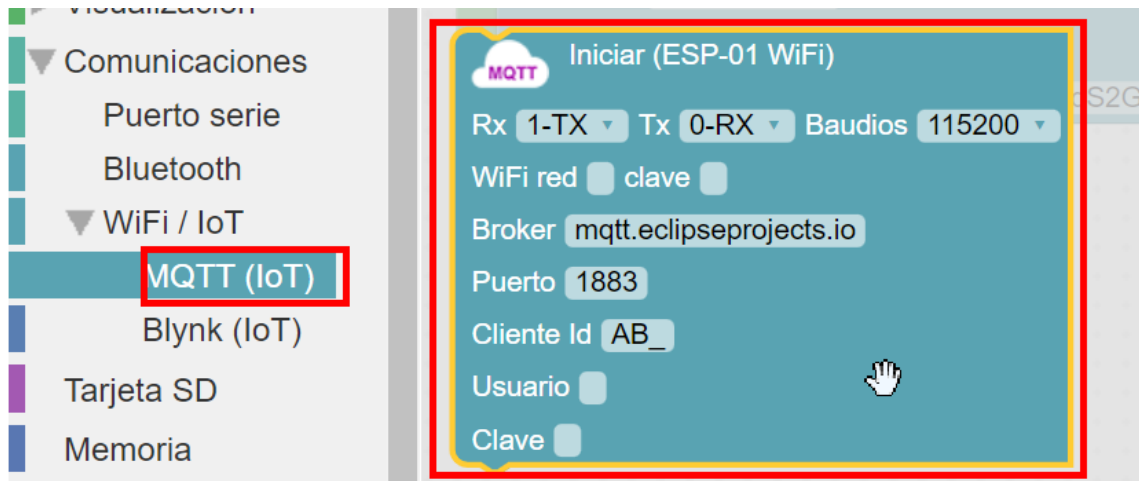 Visualización
Comunicaciones
Puerto serie
Bluetooth
WiFi / IoT
MQTT (IoT)
Blynk (IoT)
Tarjeta SD
Memoria
MQTT
Iniciar (ESP-01 WiFi)
Rx 1-TX Tx 0-RX Baudios 115200
WiFi red clave
Broker mqtt.eclipseprojects.io
Puerto 1883
Cliente Id AB_
Usuario
Clave